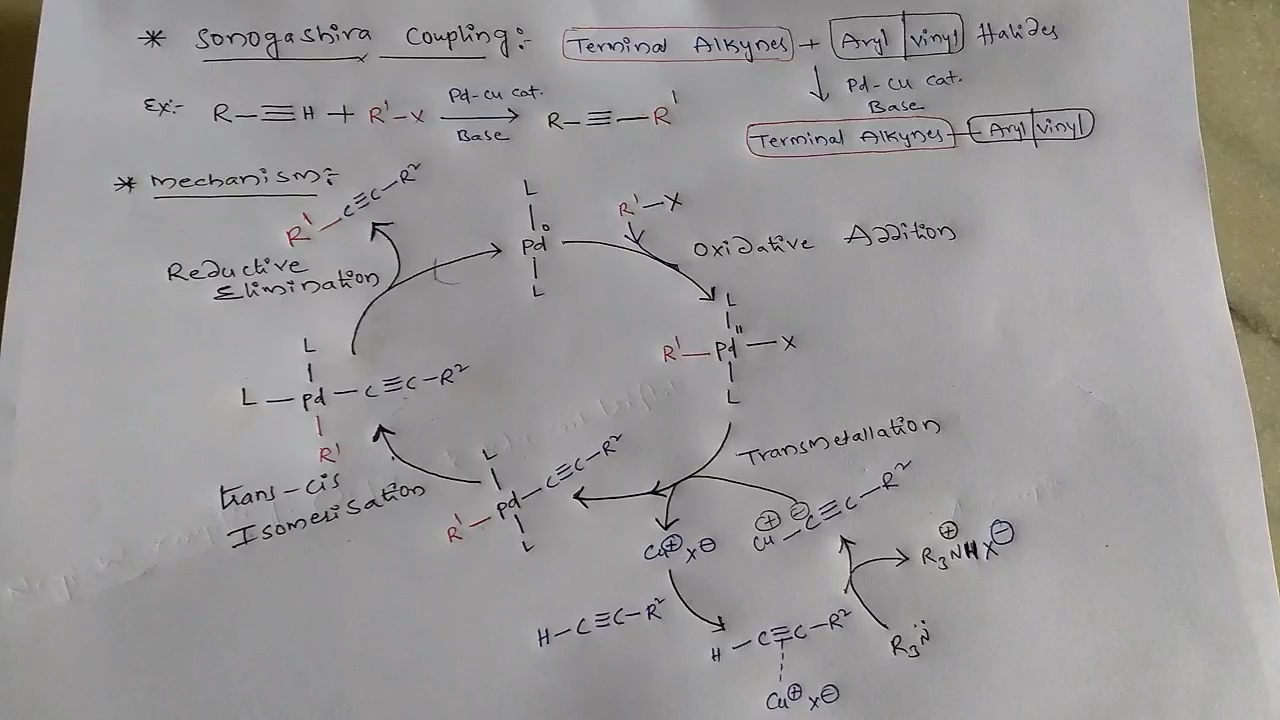 * Sonogashira Coupling:- Terminal Alkynes + Aryl | vinyl Halides
Pd-cu cat.
Base
Terminal Alkynes — Aryl | vinyl
Ex:- R—≡H + R'—X Pd-cu cat. Base R—≡—R'
* Mechanism:-
R'—C≡C—R²
L
Pd⁰
L
R'—X
Oxidative Addition
Reductive
Elimination
L
R'—Pd"—X
L
L
L—Pd—C≡C—R²
R'
Transmetallation
trans-cis
Isomerisation
L
R'—Pd—C≡C—R²
L
Cu⊕ X⊖
Cu⊕—⊖C≡C—R²
R₃N⊕H X⊖
H—C≡C—R²
H—C≡C—R²
Cu⊕ X⊖
R₃N̈